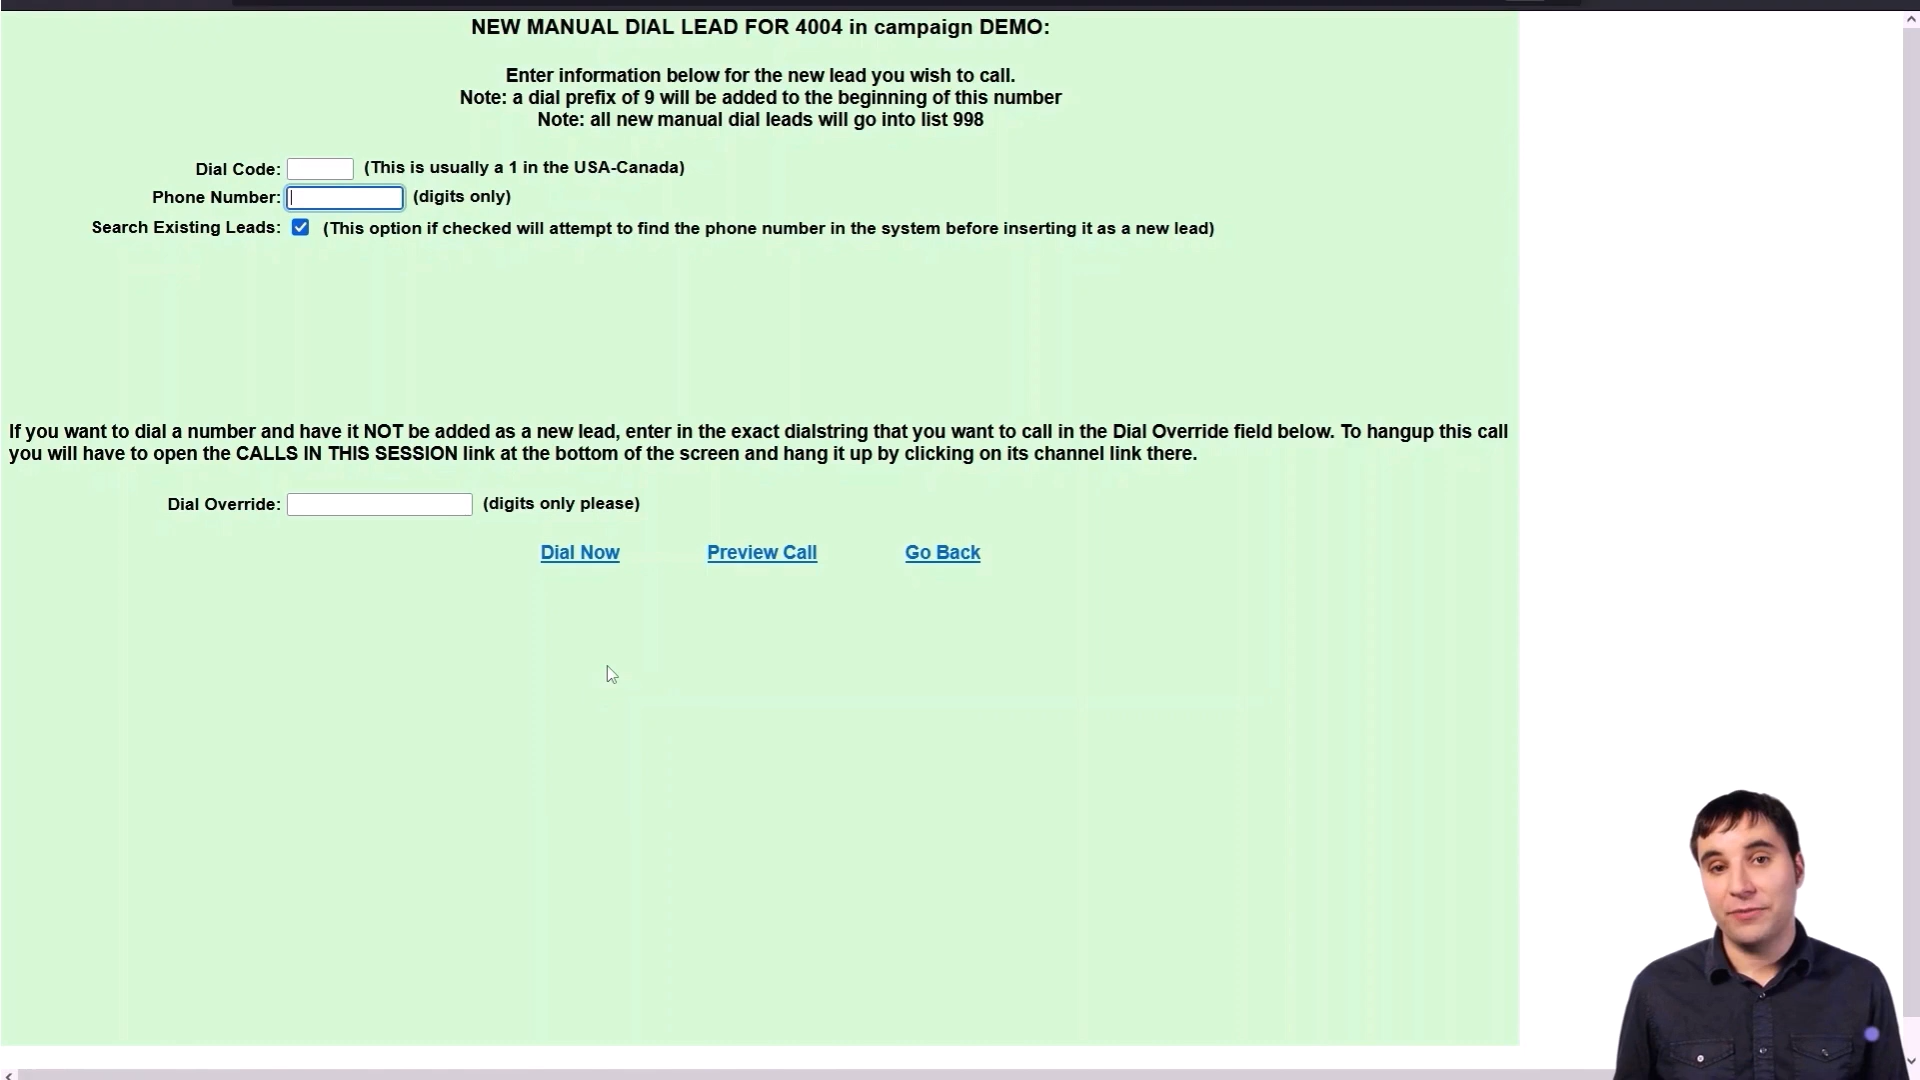 NEW MANUAL DIAL LEAD FOR 4004 in campaign DEMO:
Enter information below for the new lead you wish to call.
Note: a dial prefix of 9 will be added to the beginning of this number
Note: all new manual dial leads will go into list 998
Dial Code: (This is usually a 1 in the USA-Canada)
Phone Number: (digits only)
Search Existing Leads: (This option if checked will attempt to find the phone number in the system before inserting it as a new lead)
If you want to dial a number and have it NOT be added as a new lead, enter in the exact dialstring that you want to call in the Dial Override field below. To hangup this call
you will have to open the CALLS IN THIS SESSION link at the bottom of the screen and hang it up by clicking on its channel link there.
Dial Override: (digits only please)
Dial Now Preview Call Go Back